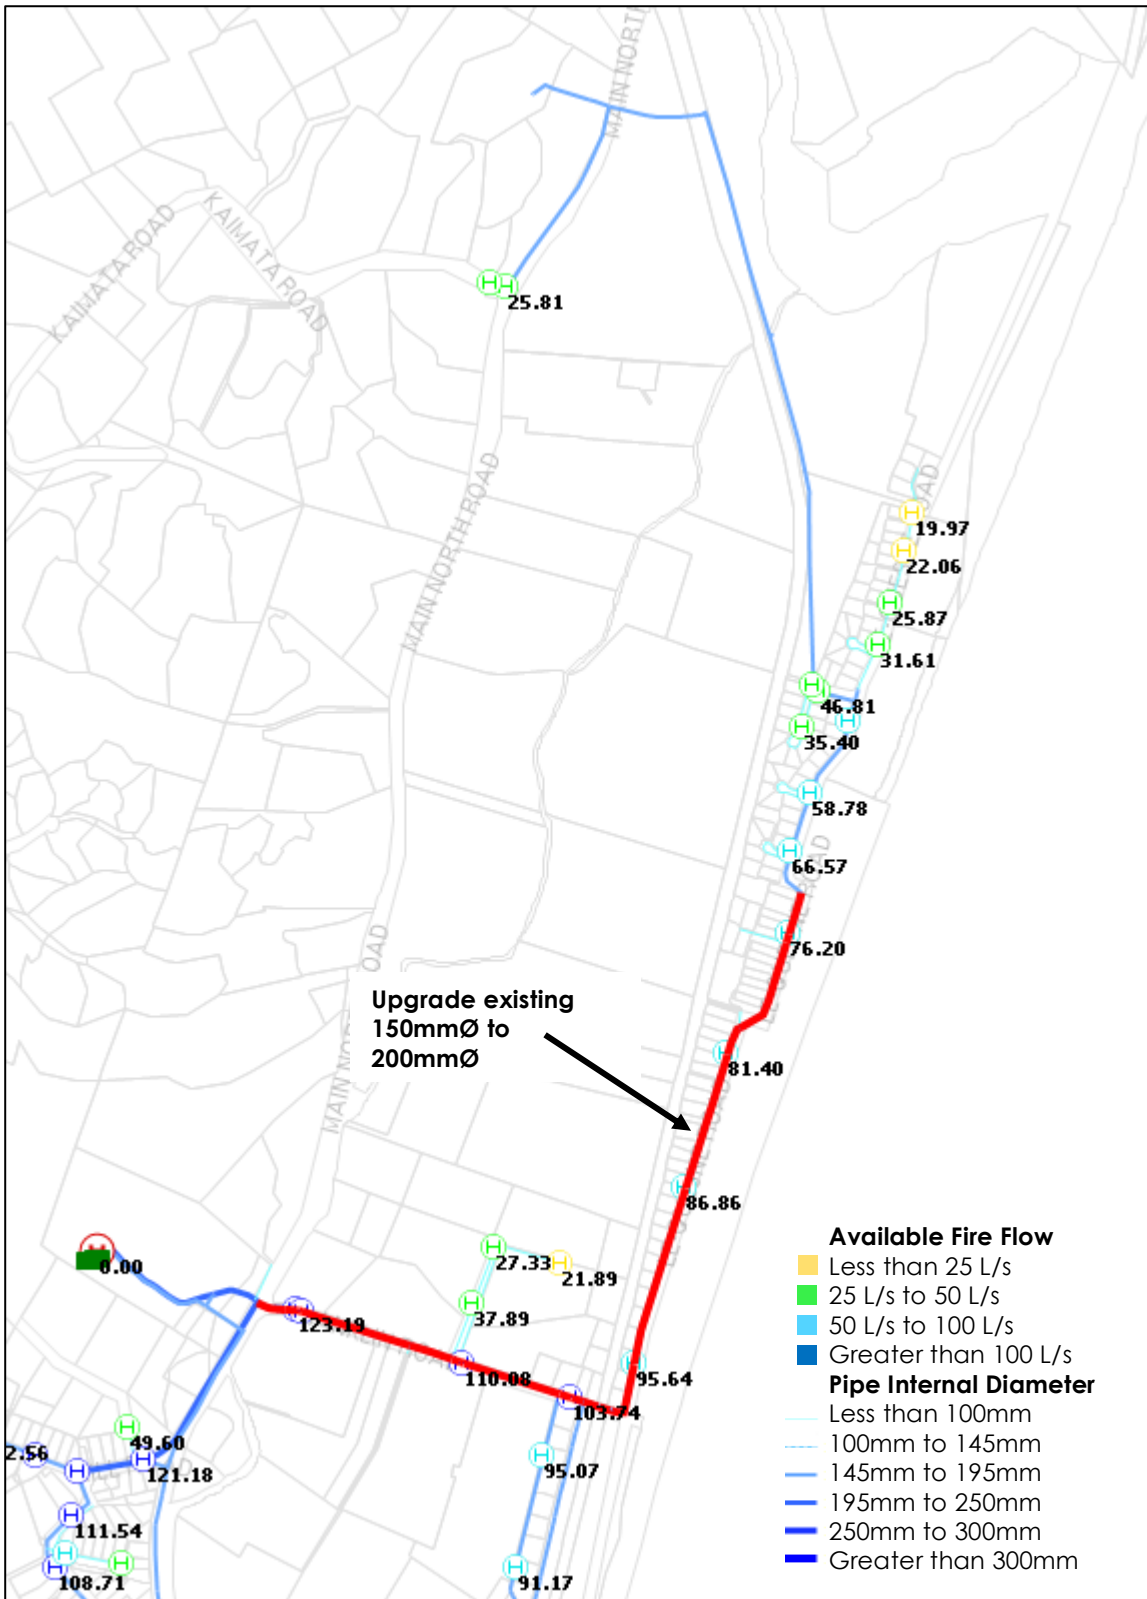 MAIN NORTH
KAIMATA ROAD
KAIMATA ROAD
25.81
MAIN NORTH ROAD
ROAD
19.97
22.06
25.87
31.61
46.81
35.40
58.78
66.57
ROAD
76.20
OAD
Upgrade existing
150mmØ to
200mmØ
81.40
86.86
0.00
27.33
21.89
37.89
123.19
110.08
95.64
103.74
49.60
2.56
121.18
95.07
111.54
108.71
91.17
Available Fire Flow
Less than 25 L/s
25 L/s to 50 L/s
50 L/s to 100 L/s
Greater than 100 L/s
Pipe Internal Diameter
Less than 100mm
100mm to 145mm
145mm to 195mm
195mm to 250mm
250mm to 300mm
Greater than 300mm